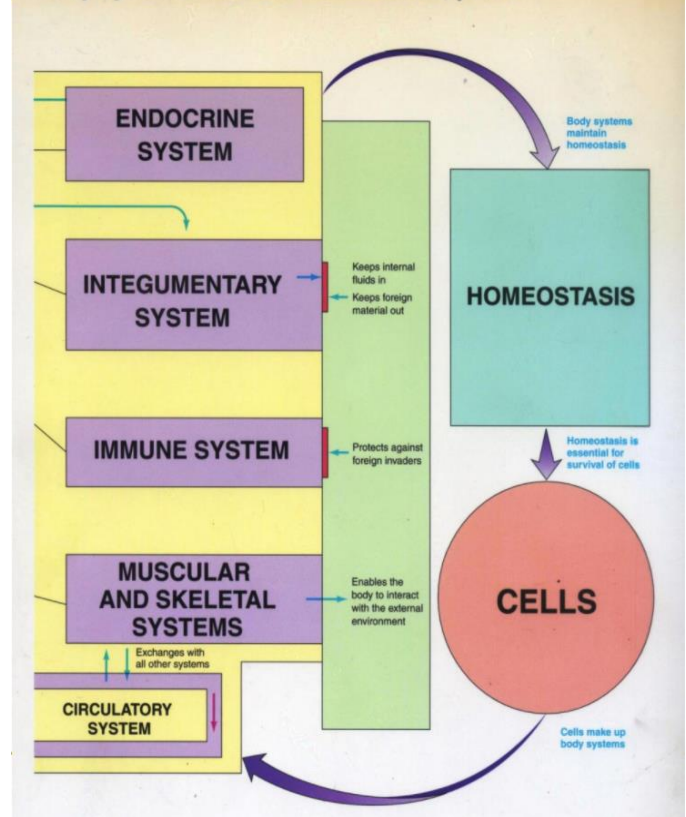 ENDOCRINE
SYSTEM
Body systems
maintain
homeostasis
INTEGUMENTARY
SYSTEM
Keeps internal
fluids in
Keeps foreign
material out
HOMEOSTASIS
IMMUNE SYSTEM
Protects against
foreign invaders
Homeostasis is
essential for
survival of cells
MUSCULAR
AND SKELETAL
SYSTEMS
Enables the
body to interact
with the external
environment
CELLS
Exchanges with
all other systems
CIRCULATORY
SYSTEM
Cells make up
body systems